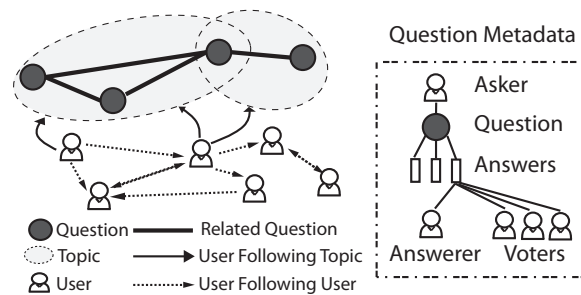 Question Metadata
Asker
Question
Answers
Answerer Voters
Question Related Question
Topic User Following Topic
User User Following User